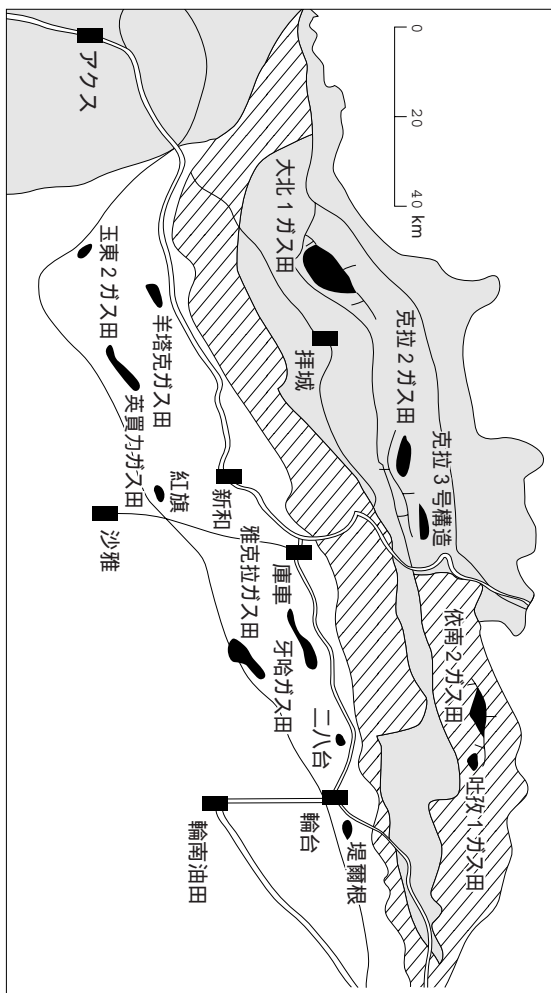 0
20
40 km
アクス
大北1ガス田
克拉2ガス田
克拉3号構造
拝城
玉東2ガス田
羊塔克ガス田
英買力ガス田
紅旗
新和
沙雅
庫車
雅克拉ガス田
牙哈ガス田
依南2ガス田
吐孜1ガス田
二八台
輪台
堤爾根
輪南油田